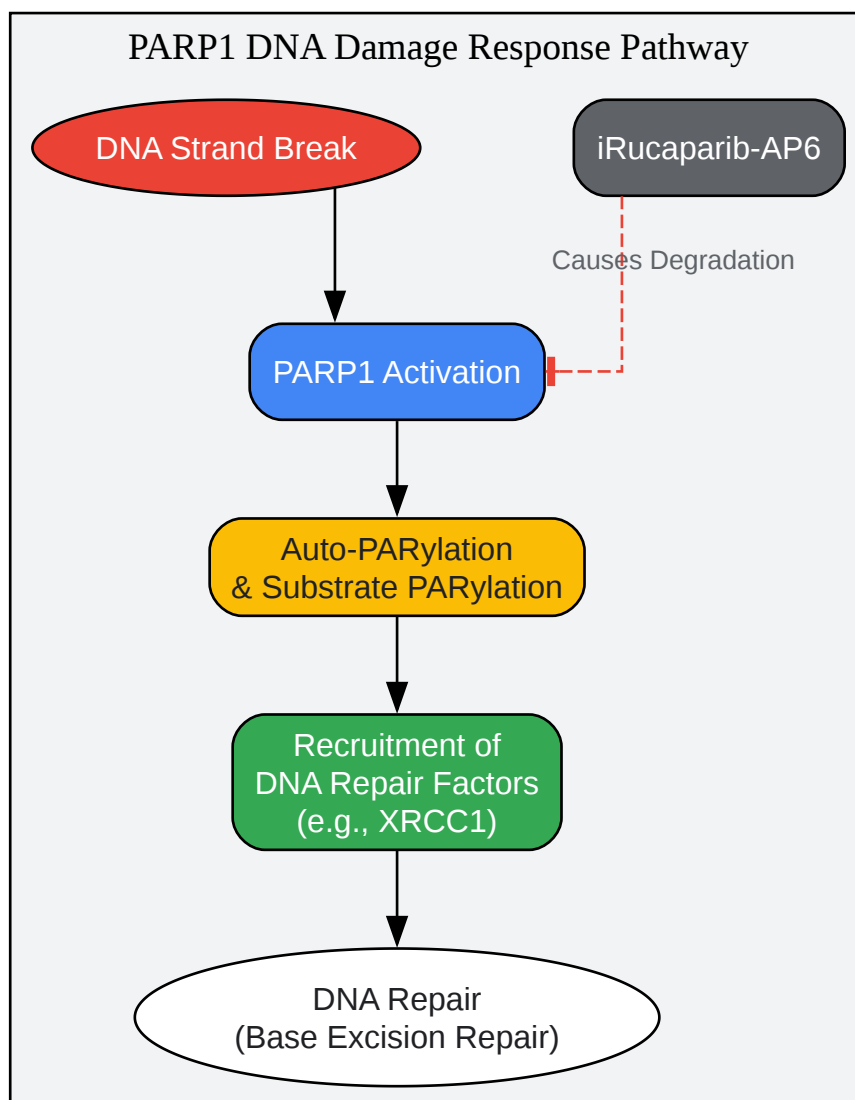 PARP1 DNA Damage Response Pathway
DNA Strand Break
iRucaparib-AP6
Causes Degradation
PARP1 Activation
Auto-PARylation
& Substrate PARylation
Recruitment of
DNA Repair Factors
(e.g., XRCC1)
DNA Repair
(Base Excision Repair)